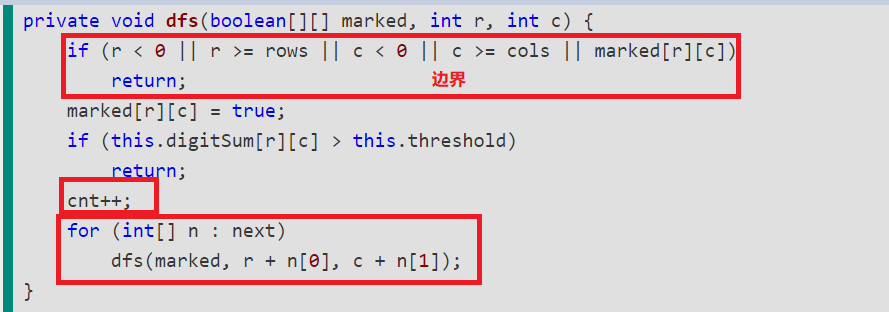 private void dfs(boolean[][] marked, int r, int c) {
    if (r < 0 || r >= rows || c < 0 || c >= cols || marked[r][c])
        return; 边界
    marked[r][c] = true;
    if (this.digitSum[r][c] > this.threshold)
        return;
    cnt++;
    for (int[] n : next)
        dfs(marked, r + n[0], c + n[1]);
}